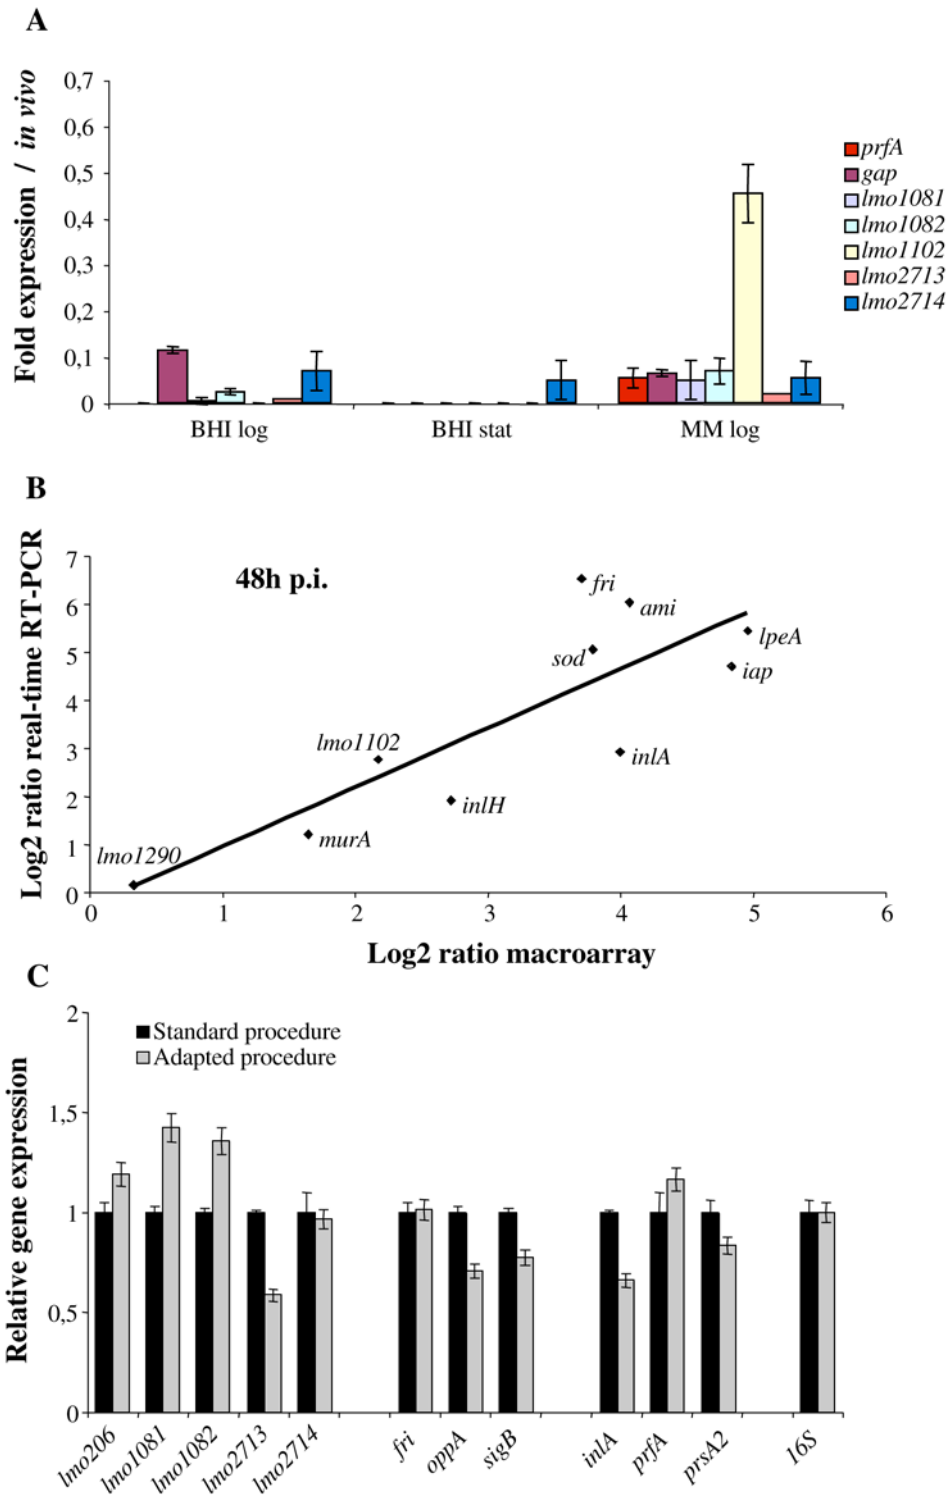 A
Fold expression / in vivo
0,7
0,6
0,5
0,4
0,3
0,2
0,1
0
BHI log
BHI stat
MM log
prfA
gap
lmo1081
lmo1082
lmo1102
lmo2713
lmo2714
B
Log2 ratio real-time RT-PCR
7
6
5
4
3
2
1
0
48h p.i.
fri
ami
lpeA
sod
iap
lmo1102
inlA
inlH
murA
lmo1290
0 1 2 3 4 5 6
Log2 ratio macroarray
C
Relative gene expression
2
1,5
1
0,5
0
Standard procedure
Adapted procedure
lmo206 lmo1081 lmo1082 lmo2713 lmo2714 fri oppA sigB inlA prfA prsA2 16S